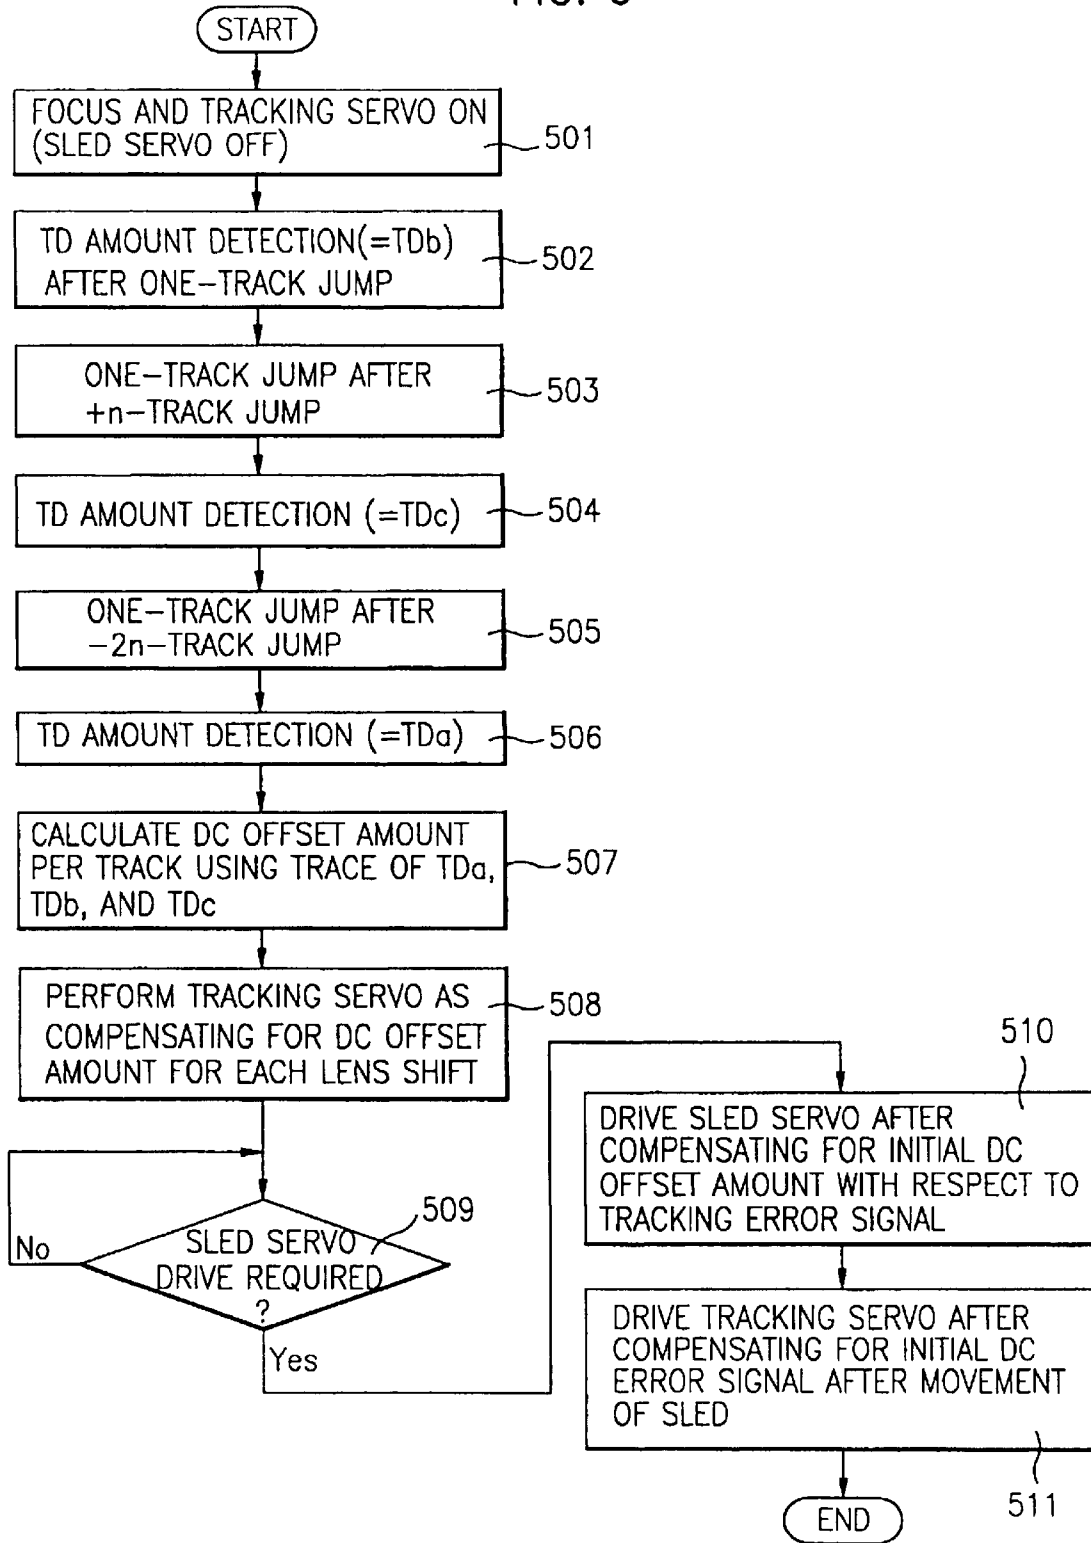 START
FOCUS AND TRACKING SERVO ON
(SLED SERVO OFF)
501
TD AMOUNT DETECTION(=TDb)
AFTER ONE-TRACK JUMP
502
ONE-TRACK JUMP AFTER
+n-TRACK JUMP
503
TD AMOUNT DETECTION (=TDc)
504
ONE-TRACK JUMP AFTER
-2n-TRACK JUMP
505
TD AMOUNT DETECTION (=TDa)
506
CALCULATE DC OFFSET AMOUNT
PER TRACK USING TRACE OF TDa,
TDb, AND TDc
507
PERFORM TRACKING SERVO AS
COMPENSATING FOR DC OFFSET
AMOUNT FOR EACH LENS SHIFT
508
SLED SERVO
DRIVE REQUIRED
?
509
No
Yes
510
DRIVE SLED SERVO AFTER
COMPENSATING FOR INITIAL DC
OFFSET AMOUNT WITH RESPECT TO
TRACKING ERROR SIGNAL
DRIVE TRACKING SERVO AFTER
COMPENSATING FOR INITIAL DC
ERROR SIGNAL AFTER MOVEMENT
OF SLED
511
END